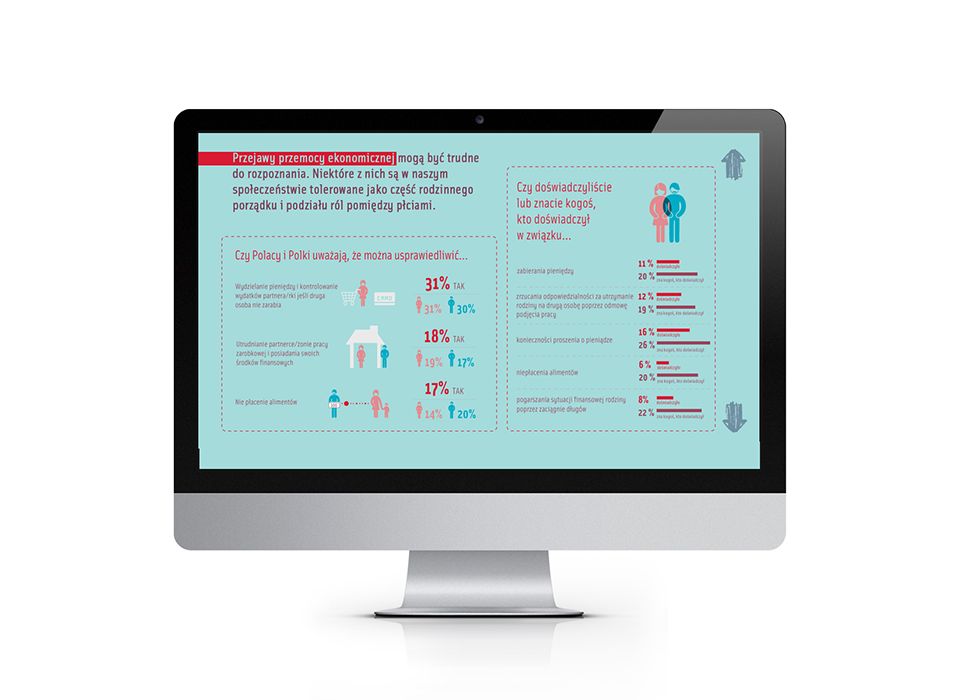 Przejawy przemocy ekonomicznej mogą być trudne
do rozpoznania. Niektóre z nich są w naszym
społeczeństwie tolerowane jako część rodzinnego
porządku i podziału ról pomiędzy płciami.
Czy Polacy i Polki uważają, że można usprawiedliwić...
Wydzielanie pieniędzy i kontrolowanie
wydatków partnera/rki jeśli druga
osoba nie zarabia
31% TAK
31% 30%
Utrudnianie partnerce/żonie pracy
zarobkowej i posiadania swoich
środków finansowych
18% TAK
19% 17%
Nie płacenie alimentów
17% TAK
14% 20%
Czy doświadczyliście
lub znacie kogoś,
kto doświadczył
w związku...
zabierania pieniędzy
11 %
doświadczyło
20 %
zna kogoś, kto doświadczył
zrzucania odpowiedzialności za utrzymanie
rodziny na drugą osobę poprzez odmowę
podjęcia pracy
12 %
doświadczyło
19 %
zna kogoś, kto doświadczył
konieczności proszenia o pieniądze
16 %
doświadczyło
26 %
zna kogoś, kto doświadczył
niepłacenia alimentów
6 %
doświadczyło
20 %
zna kogoś, kto doświadczył
pogarszania sytuacji finansowej rodziny
poprzez zaciągnie długów
8%
doświadczyło
22 %
zna kogoś, kto doświadczył